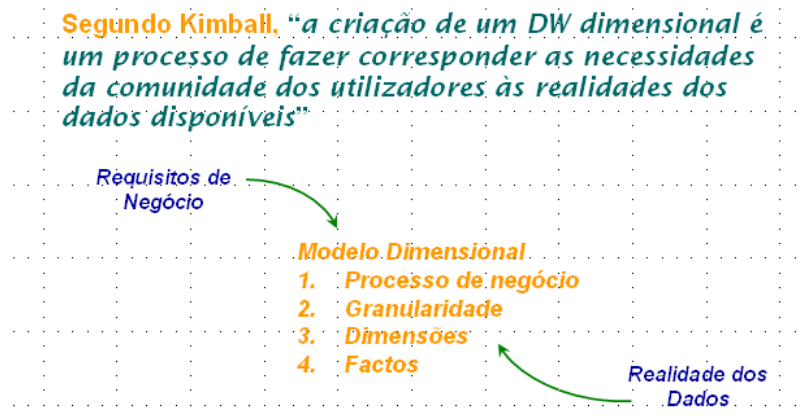 Segundo Kimball, “a criação de um DW dimensional é
um processo de fazer corresponder as necessidades
da comunidade dos utilizadores às realidades dos
dados disponíveis”
Requisitos de
Negócio
Modelo Dimensional
1. Processo de negócio
2. Granularidade
3. Dimensões
4. Factos
Realidade dos
Dados